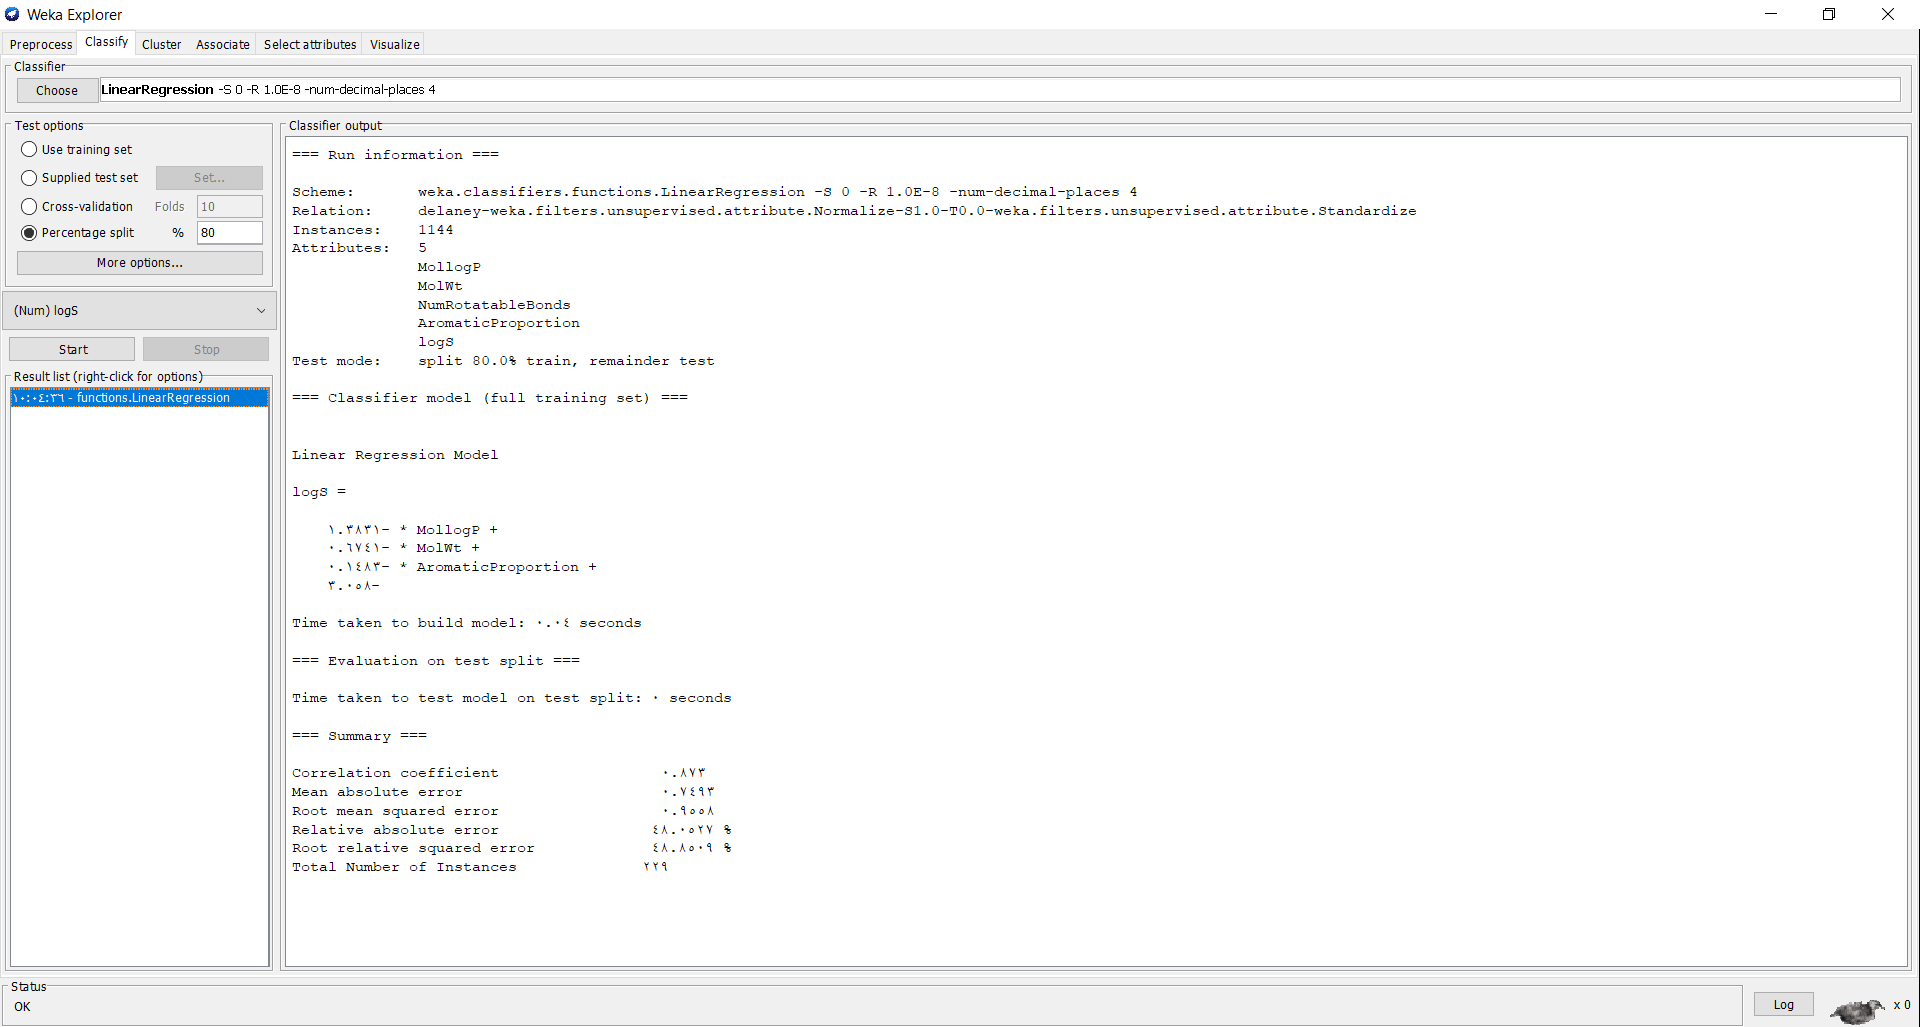 Weka Explorer
Preprocess Classify Cluster Associate Select attributes Visualize
Classifier
Choose LinearRegression -S 0 -R 1.0E-8 -num-decimal-places 4
Test options
Use training set
Supplied test set Set...
Cross-validation Folds 10
Percentage split % 80
More options...
(Num) logS
Start Stop
Result list (right-click for options)
١٠:٠٤:٣٦ - functions.LinearRegression
Classifier output
=== Run information ===
Scheme: weka.classifiers.functions.LinearRegression -S 0 -R 1.0E-8 -num-decimal-places 4
Relation: delaney-weka.filters.unsupervised.attribute.Normalize-S1.0-T0.0-weka.filters.unsupervised.attribute.Standardize
Instances: 1144
Attributes: 5
MollogP
MolWt
NumRotatableBonds
AromaticProportion
logS
Test mode: split 80.0% train, remainder test
=== Classifier model (full training set) ===
Linear Regression Model
logS =
١.٣٨٣١- * MollogP +
٠.٦٧٤١- * MolWt +
٠.١٤٨٣- * AromaticProportion +
٣.٠٥٨-
Time taken to build model: ٠.٠٤ seconds
=== Evaluation on test split ===
Time taken to test model on test split: ٠ seconds
=== Summary ===
Correlation coefficient ٠.٨٧٣
Mean absolute error ٠.٧٤٩٣
Root mean squared error ٠.٩٥٥٨
Relative absolute error ٤٨.٠٥٢٧ %
Root relative squared error ٤٨.٨٥٠٩ %
Total Number of Instances ٢٢٩
Status
OK
Log x 0